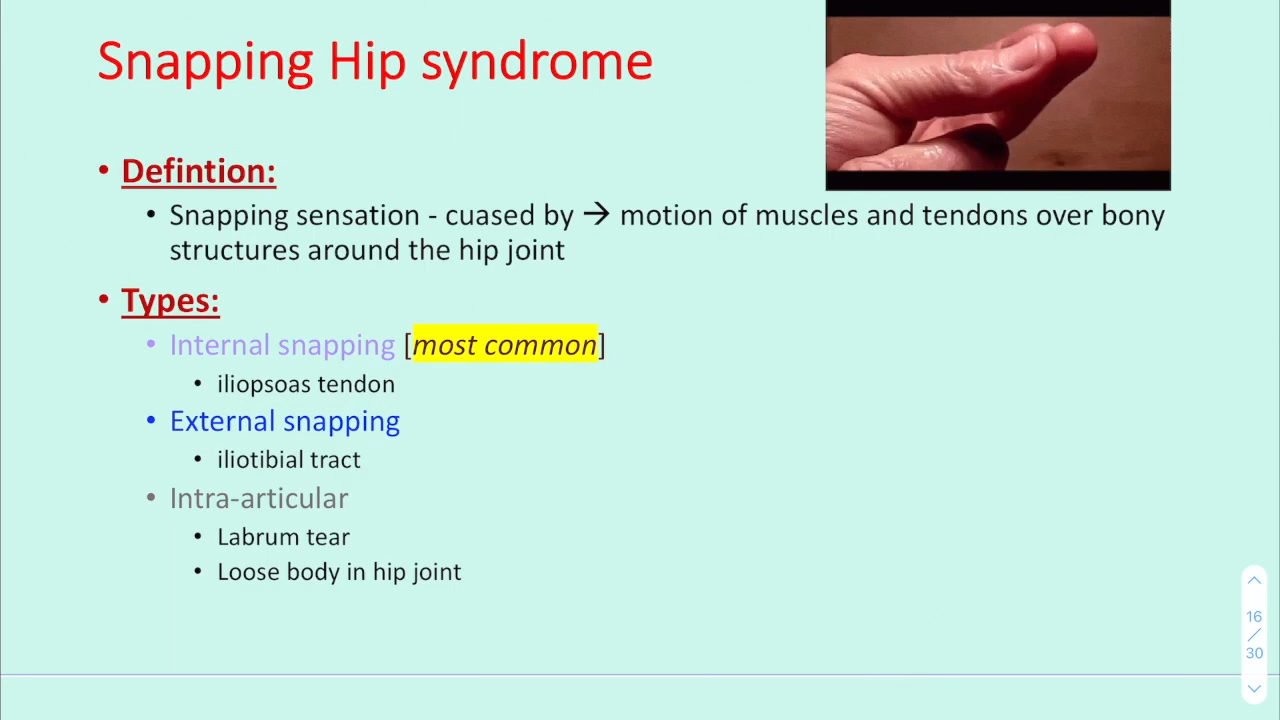 Snapping Hip syndrome
• Defintion:
• Snapping sensation - cuased by → motion of muscles and tendons over bony
structures around the hip joint
• Types:
• Internal snapping [most common]
• iliopsoas tendon
• External snapping
• iliotibial tract
• Intra-articular
• Labrum tear
• Loose body in hip joint
16
/
30